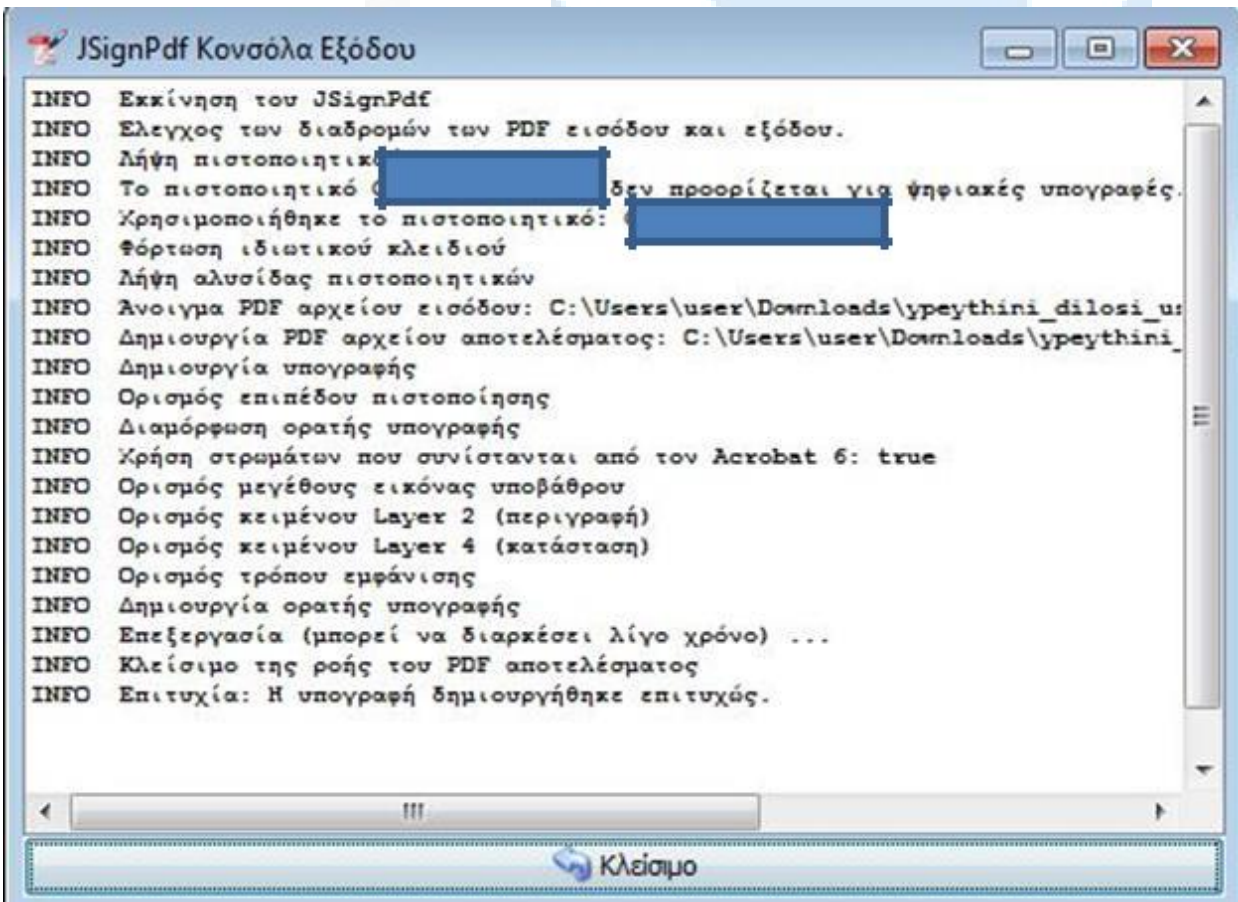 JSignPdf Κονσόλα Εξόδου
INFO Εκκίνηση του JSignPdf
INFO Έλεγχος των διαδρομών των PDF εισόδου και εξόδου.
INFO Λήψη
INFO Το πιστοποιητικό δεν προορίζεται για ψηφιακές υπογραφές.
INFO Χρησιμοποιήθηκε το πιστοποιητικό:
INFO Φόρτωση ιδιωτικού κλειδιού
INFO Λήψη αλυσίδας πιστοποιητικών
INFO Άνοιγμα PDF αρχείου εισόδου: C:\Users\user\Downloads\ypeythini_dilosi_us
INFO Δημιουργία PDF αρχείου αποτελέσματος: C:\Users\user\Downloads\ypeythini_
INFO Δημιουργία υπογραφής
INFO Ορισμός επιπέδου πιστοποίησης
INFO Διαμόρφωση ορατής υπογραφής
INFO Χρήση στρωμάτων που συνίστανται από τον Acrobat 6: true
INFO Ορισμός μεγέθους εικόνας υποβάθρου
INFO Ορισμός κειμένου Layer 2 (περιγραφή)
INFO Ορισμός κειμένου Layer 4 (κατάσταση)
INFO Ορισμός τρόπου εμφάνισης
INFO Δημιουργία ορατής υπογραφής
INFO Επεξεργασία (μπορεί να διαρκέσει λίγο χρόνο) ...
INFO Κλείσιμο της ροής του PDF αποτελέσματος
INFO Επιτυχία: Η υπογραφή δημιουργήθηκε επιτυχώς.
Κλείσιμο